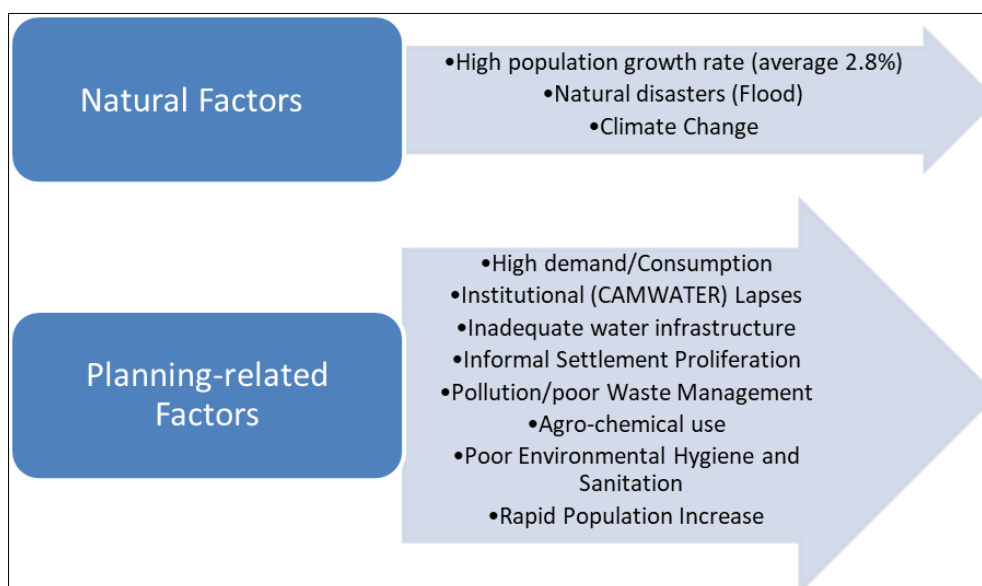 Natural Factors
•High population growth rate (average 2.8%)
•Natural disasters (Flood)
•Climate Change
Planning-related
Factors
•High demand/Consumption
•Institutional (CAMWATER) Lapses
•Inadequate water infrastructure
•Informal Settlement Proliferation
•Pollution/poor Waste Management
•Agro-chemical use
•Poor Environmental Hygiene and
Sanitation
•Rapid Population Increase